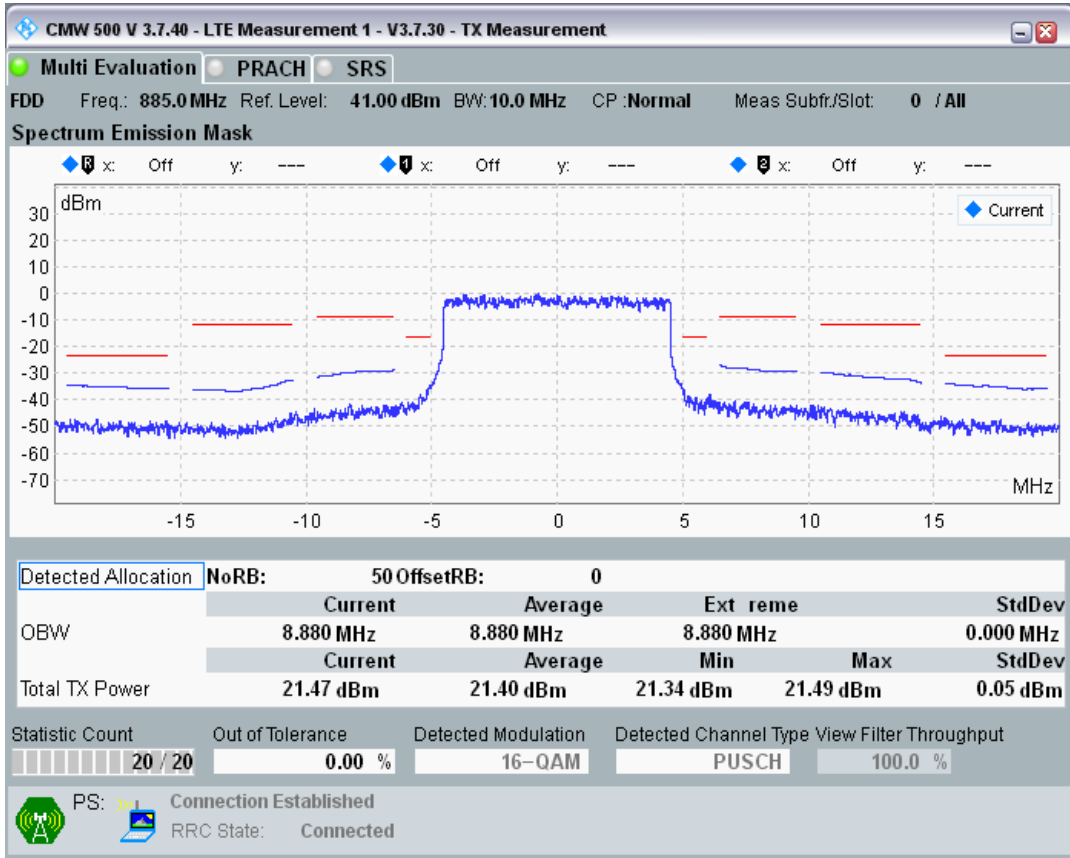 CMW 500 V 3.7.40 - LTE Measurement 1 - V3.7.30 - TX Measurement
Multi Evaluation PRACH SRS
FDD Freq.: 885.0 MHz Ref. Level: 41.00 dBm BW: 10.0 MHz CP :Normal Meas Subfr./Slot: 0 / All
Spectrum Emission Mask
R x: Off y: --- 1 x: Off y: --- 2 x: Off y: ---
dBm
Current
30
20
10
0
-10
-20
-30
-40
-50
-60
-70
MHz
-15 -10 -5 0 5 10 15
Detected Allocation NoRB: 50 OffsetRB: 0
Current Average Ext reme StdDev
OBW 8.880 MHz 8.880 MHz 8.880 MHz 0.000 MHz
Current Average Min Max StdDev
Total TX Power 21.47 dBm 21.40 dBm 21.34 dBm 21.49 dBm 0.05 dBm
Statistic Count Out of Tolerance Detected Modulation Detected Channel Type View Filter Throughput
20 / 20 0.00 % 16-QAM PUSCH 100.0 %
PS: Connection Established
RRC State: Connected